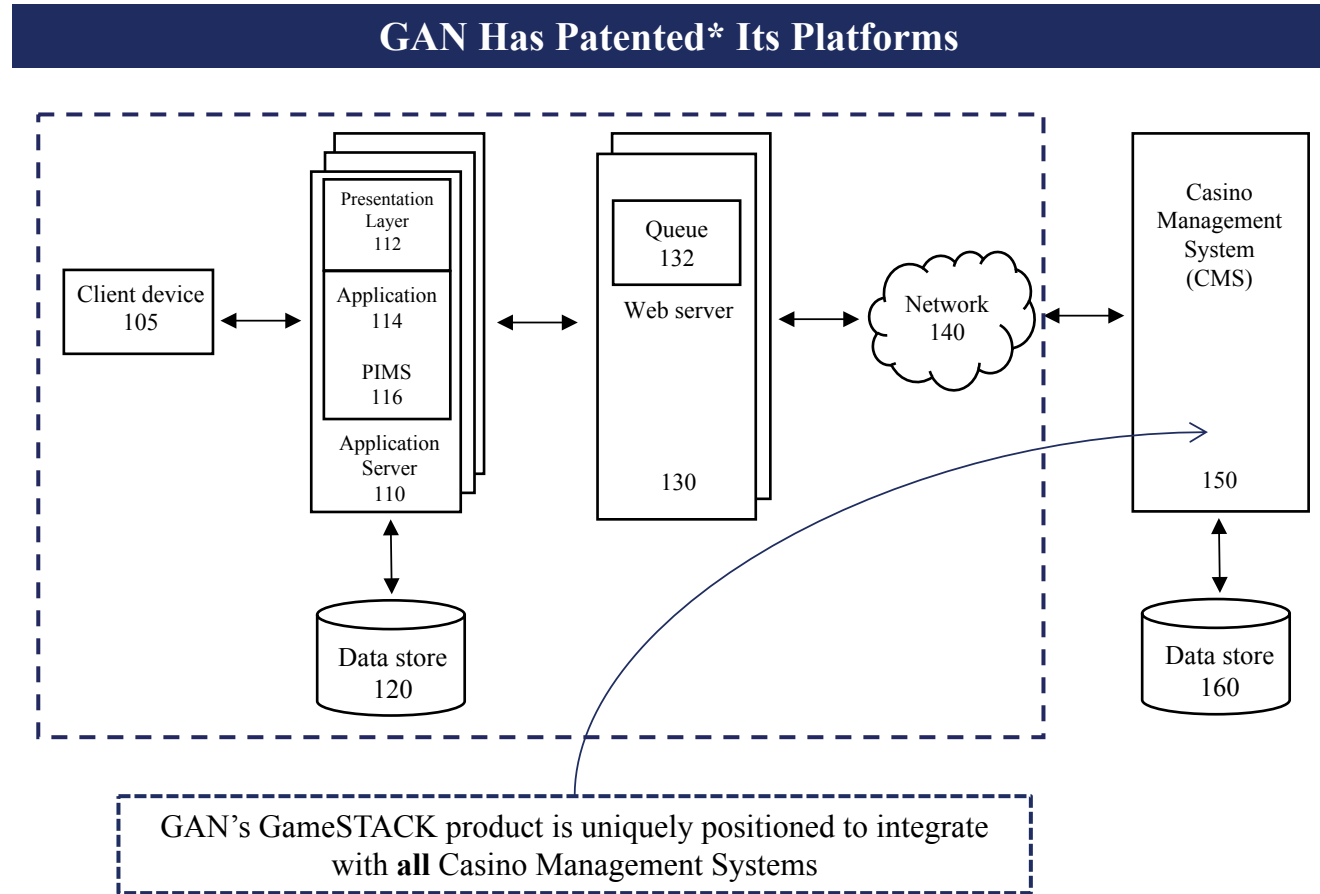 GAN Has Patented* Its Platforms
Client device
105
Presentation
Layer
112
Application
114
PIMS
116
Application
Server
110
Data store
120
Queue
132
Web server
130
Network
140
Casino
Management
System
(CMS)
150
Data store
160
GAN’s GameSTACK product is uniquely positioned to integrate
with all Casino Management Systems